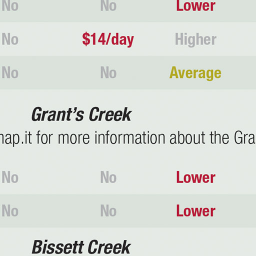 No No Lower
No $14/day Higher
No No Average
Grant's Creek
map.it for more information about the Gra
No No Lower
No No Lower
Bissett Creek